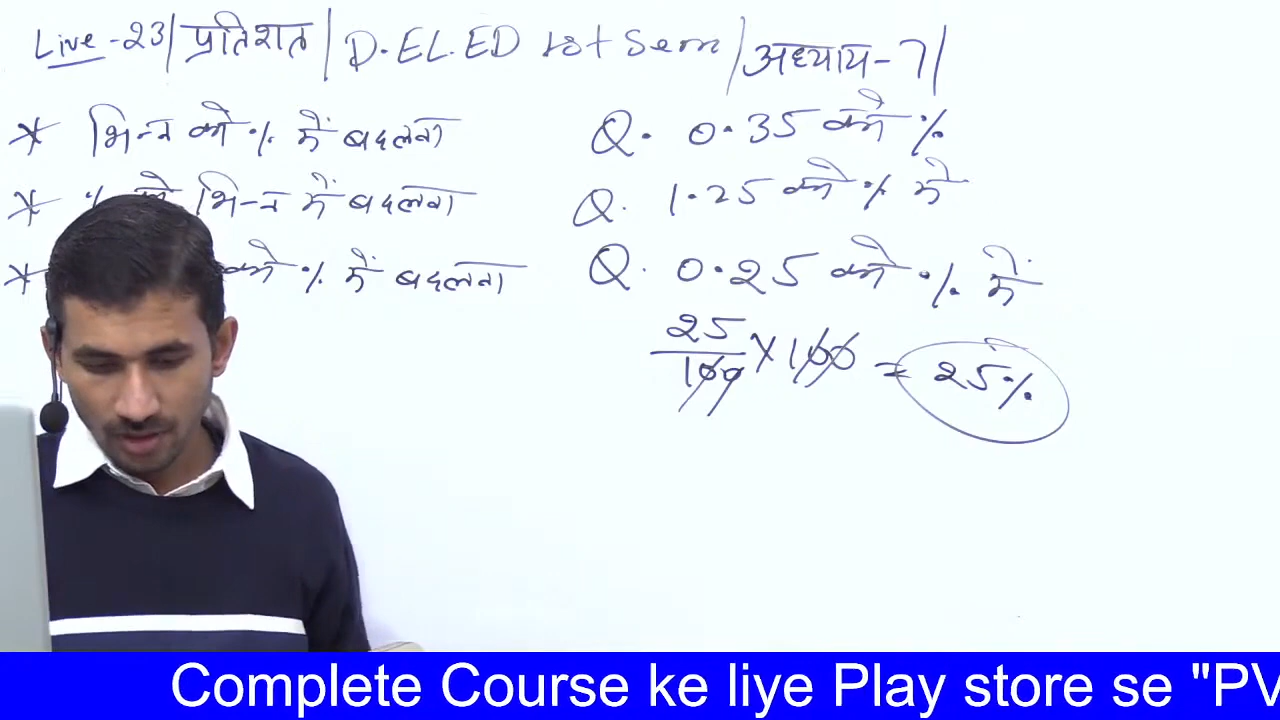 Live-23| प्रतिशत | D.EL.ED 1st Sem | अध्याय-7|
* भिन्न को % में बदलना
* % को भिन्न में बदलना
* को % में बदलना
Q. 0.35 को %
Q. 1.25 को % में
Q. 0.25 को % में
25/100 × 100 = 25%
Complete Course ke liye Play store se "PV